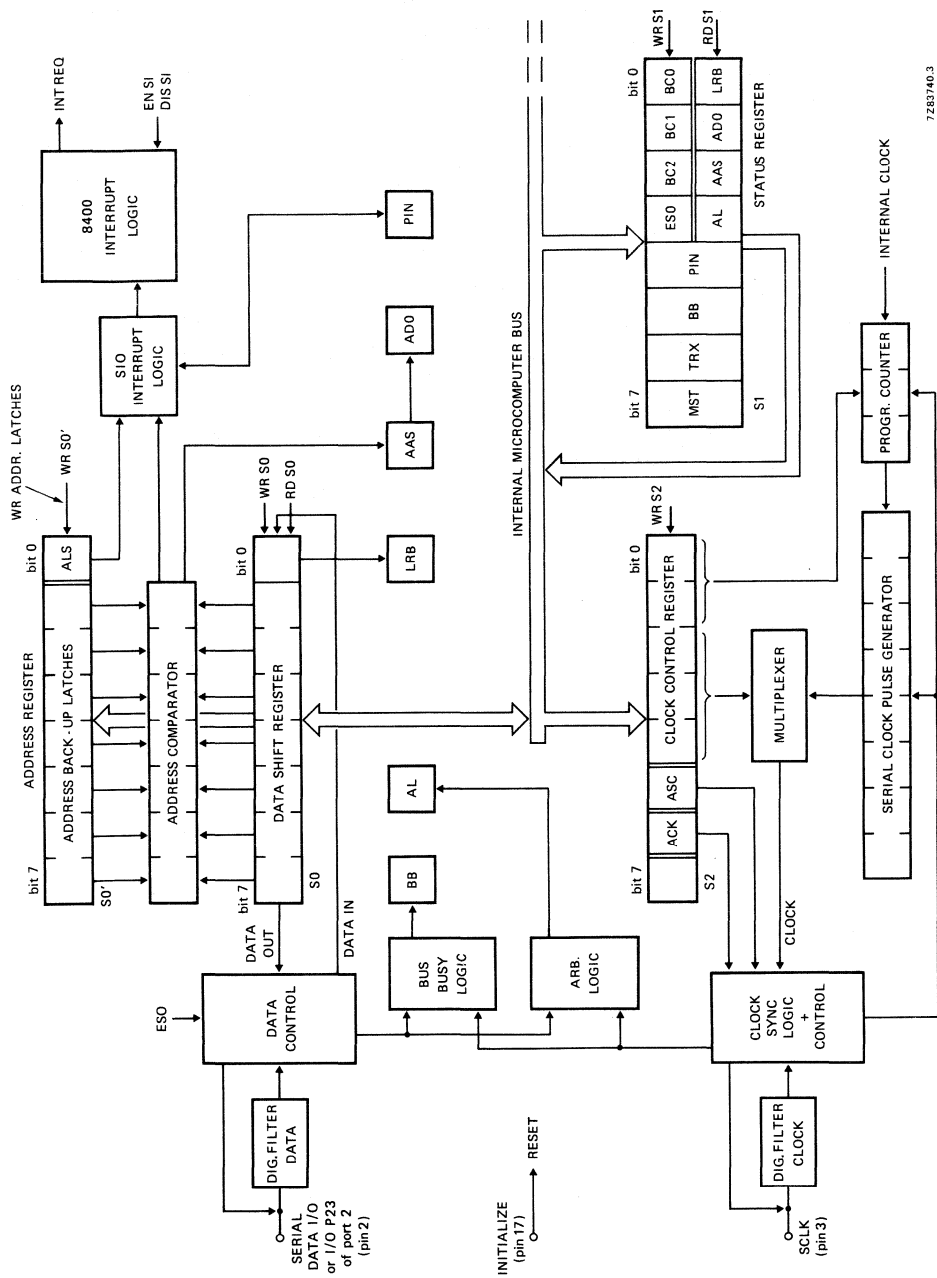 WR ADDR. LATCHES
ADDRESS REGISTER
bit 7
bit 0
ADDRESS BACK-UP LATCHES
ALS
WR S0'
S0'
ADDRESS COMPARATOR
SIO
INTERRUPT
LOGIC
8400
INTERRUPT
LOGIC
INT REQ
EN SI
DIS SI
bit 7
bit 0
DATA SHIFT REGISTER
S0
WR S0
RD S0
DATA
OUT
DATA IN
ESO
DATA
CONTROL
DIG. FILTER
DATA
SERIAL
DATA I/O
or I/O P23
of port 2
(pin 2)
LRB
AAS
AD0
PIN
BUS
BUSY
LOGIC
BB
ARB.
LOGIC
AL
INITIALIZE
(pin 17)
RESET
INTERNAL MICROCOMPUTER BUS
bit 7
bit 0
ACK
ASC
CLOCK CONTROL REGISTER
WR S2
S2
bit 7
bit 0
MST
TRX
BB
PIN
ESO
BC2
BC1
BC0
WR S1
AL
AAS
AD0
LRB
RD S1
S1
STATUS REGISTER
MULTIPLEXER
CLOCK
CLOCK
SYNC
LOGIC
+
CONTROL
DIG. FILTER
CLOCK
SCLK
(pin 3)
SERIAL CLOCK PULSE GENERATOR
PROGR. COUNTER
INTERNAL CLOCK
7Z83740.3